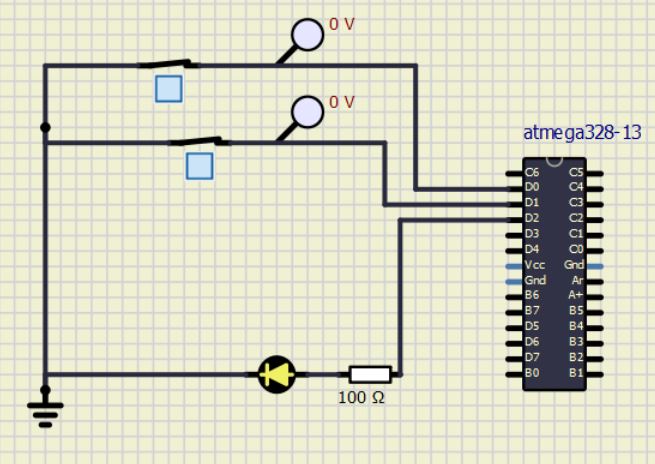 0 V
0 V
atmega328-13
C6 C5
D0 C4
D1 C3
D2 C2
D3 C1
D4 C0
Vcc Gnd
Gnd Ar
B6 A+
B7 B5
D5 B4
D6 B3
D7 B2
B0 B1
100 Ω